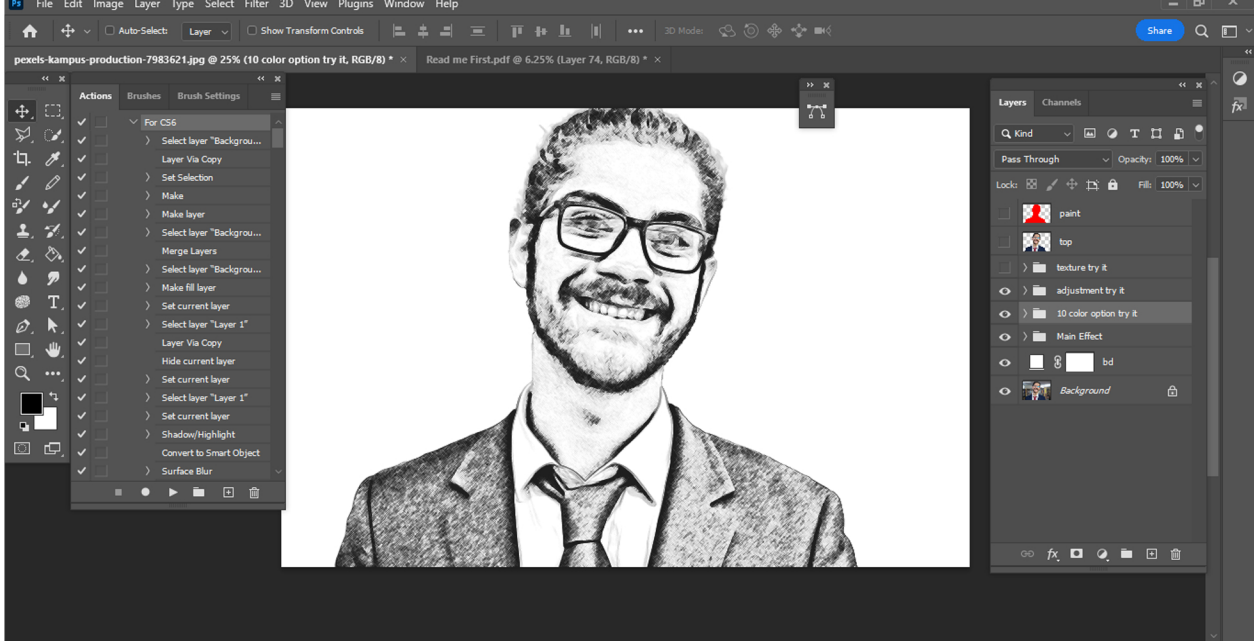 Ps File Edit Image Layer Type Select Filter 3D View Plugins Window Help
Auto-Select: Layer Show Transform Controls 3D Mode: Share
pexels-kampus-production-7983621.jpg @ 25% (10 color option try it, RGB/8) * × Read me First.pdf @ 6.25% (Layer 74, RGB/8) * ×
Actions Brushes Brush Settings
For CS6
Select layer "Backgrou...
Layer Via Copy
Set Selection
Make
Make layer
Select layer "Backgrou...
Merge Layers
Select layer "Backgrou...
Make fill layer
Set current layer
Select layer "Layer 1"
Layer Via Copy
Hide current layer
Set current layer
Select layer "Layer 1"
Set current layer
Shadow/Highlight
Convert to Smart Object
Surface Blur
Layers Channels
Kind
Pass Through Opacity: 100%
Lock: Fill: 100%
paint
top
texture try it
adjustment try it
10 color option try it
Main Effect
bd
Background
fx
fx